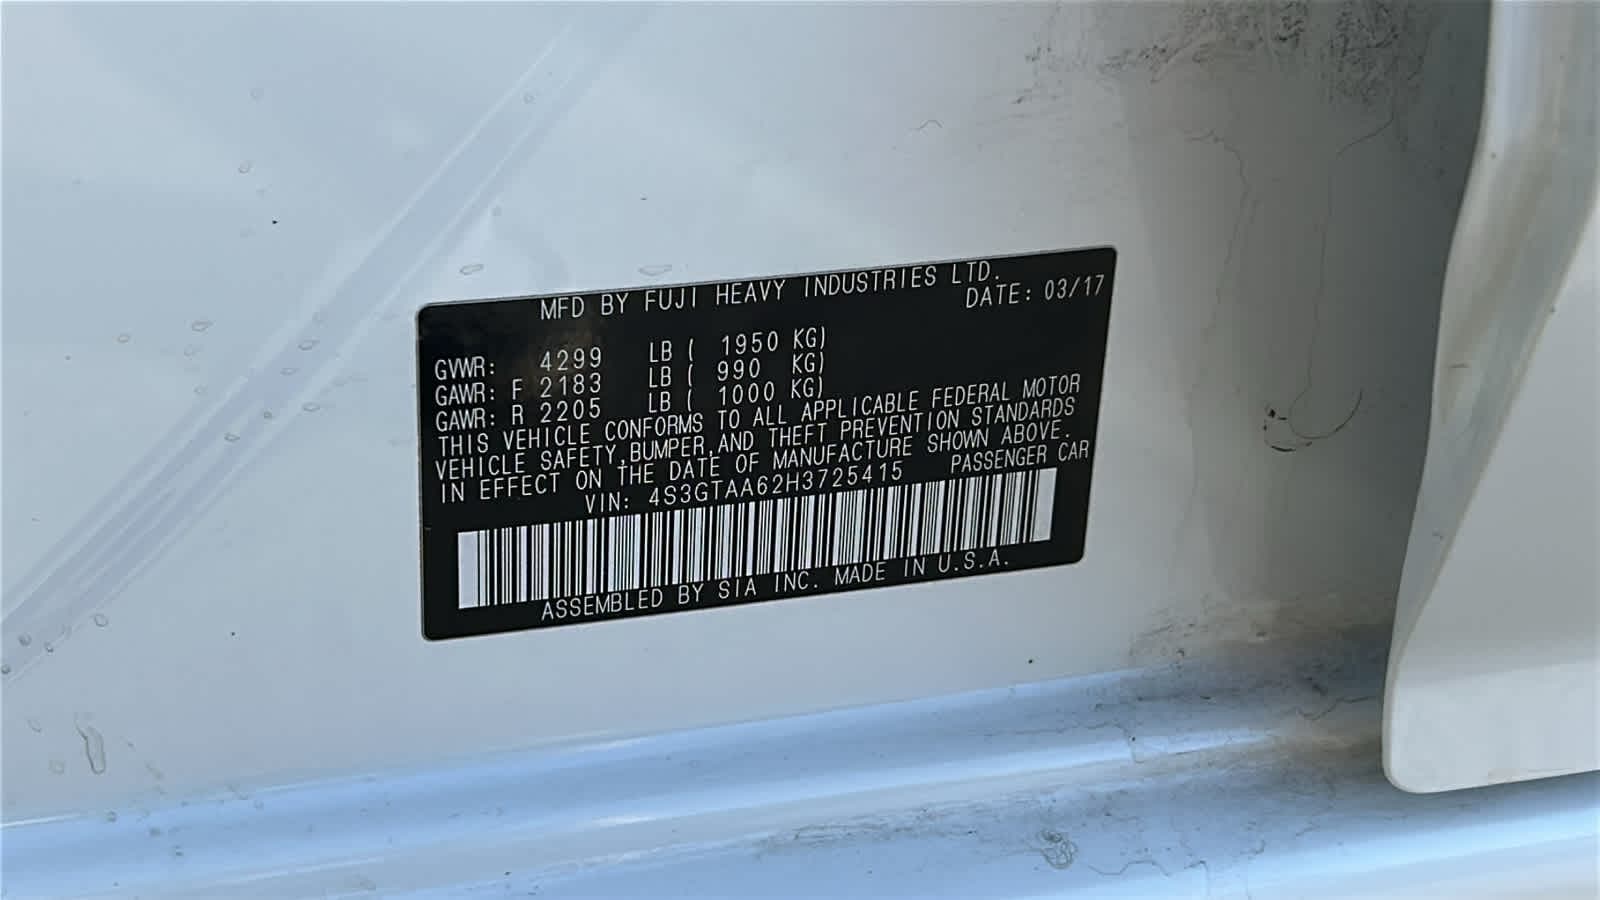 MFD BY FUJI HEAVY INDUSTRIES LTD.
DATE: 03/17
GVWR: 4299 LB ( 1950 KG)
GAWR: F 2183 LB ( 990 KG)
GAWR: R 2205 LB ( 1000 KG)
THIS VEHICLE CONFORMS TO ALL APPLICABLE FEDERAL MOTOR
VEHICLE SAFETY,BUMPER,AND THEFT PREVENTION STANDARDS
IN EFFECT ON THE DATE OF MANUFACTURE SHOWN ABOVE.
VIN: 4S3GTAA62H3725415 PASSENGER CAR
ASSEMBLED BY SIA INC. MADE IN U.S.A.